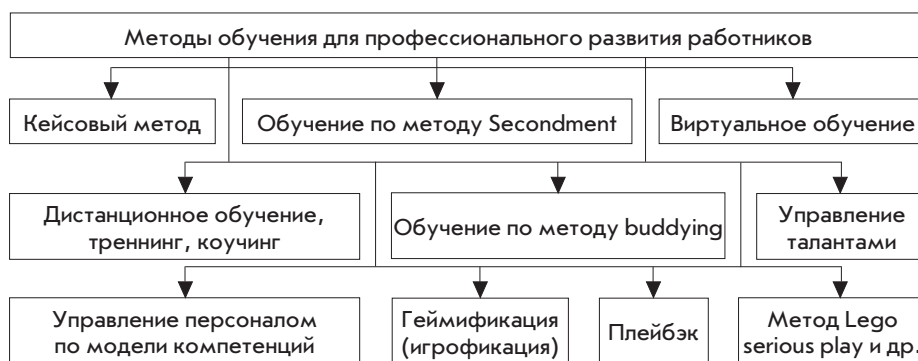 Методы обучения для профессионального развития работников
Кейсовый метод
Обучение по методу Secondment
Виртуальное обучение
Дистанционное обучение,
треннинг, коучинг
Обучение по методу buddying
Управление
талантами
Управление персоналом
по модели компетенций
Геймификация
(игрофикация)
Плейбэк
Метод Lego
serious play и др.